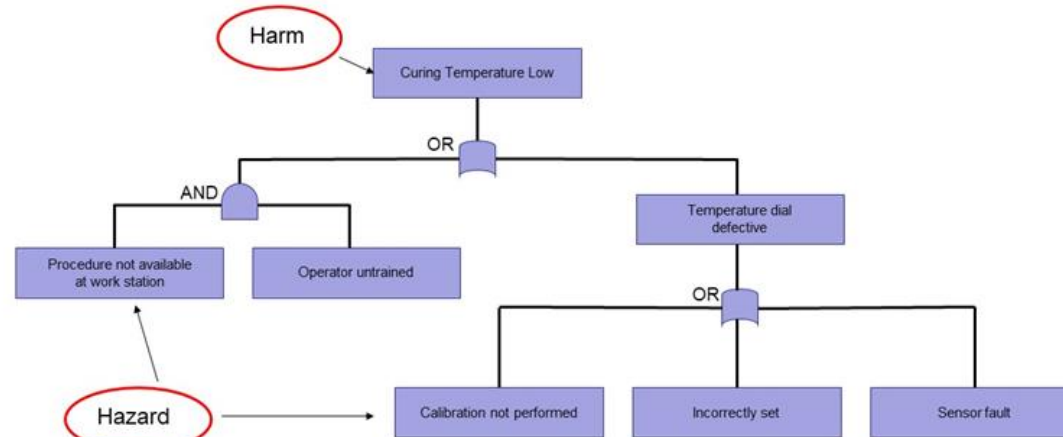 Harm
Curing Temperature Low
OR
AND
Temperature dial
defective
Procedure not available
at work station
Operator untrained
OR
Hazard
Calibration not performed
Incorrectly set
Sensor fault